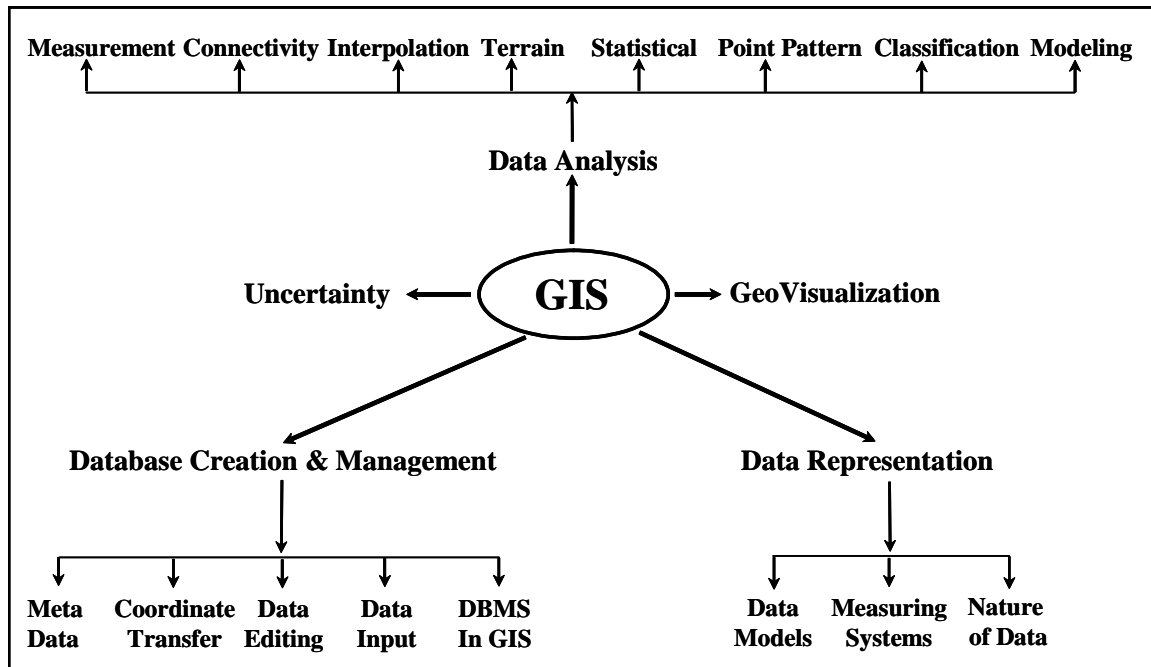 Measurement Connectivity Interpolation Terrain Statistical Point Pattern Classification Modeling
Data Analysis
Uncertainty
GIS
GeoVisualization
Database Creation & Management
Data Representation
Meta
Data
Coordinate
Transfer
Data
Editing
Data
Input
DBMS
In GIS
Data
Models
Measuring
Systems
Nature
of Data